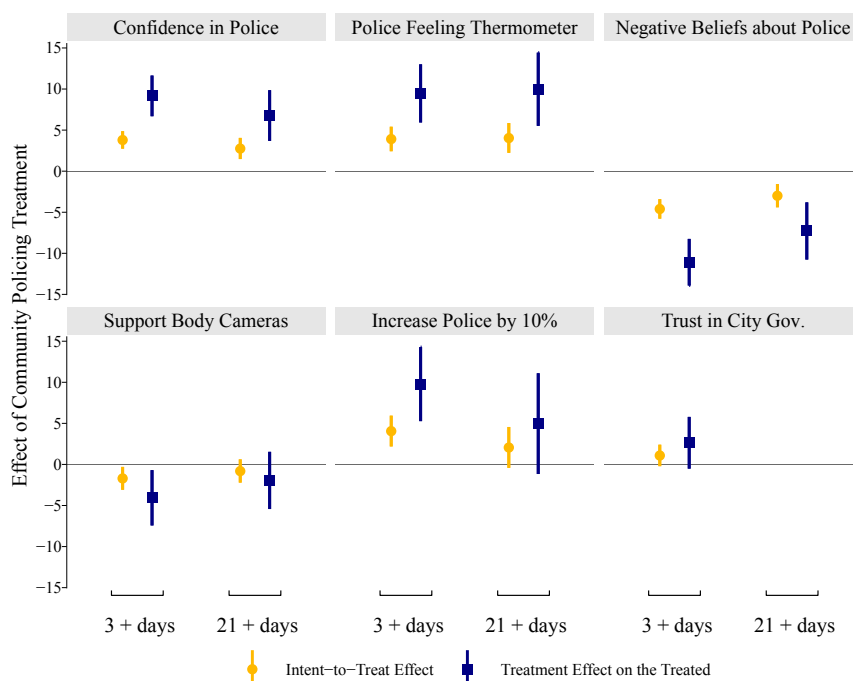 Confidence in Police Police Feeling Thermometer Negative Beliefs about Police
15
10
5
0
−5
−10
−15
Support Body Cameras Increase Police by 10% Trust in City Gov.
15
10
5
0
−5
−10
−15
Effect of Community Policing Treatment
3 + days 21 + days 3 + days 21 + days 3 + days 21 + days
Intent−to−Treat Effect Treatment Effect on the Treated